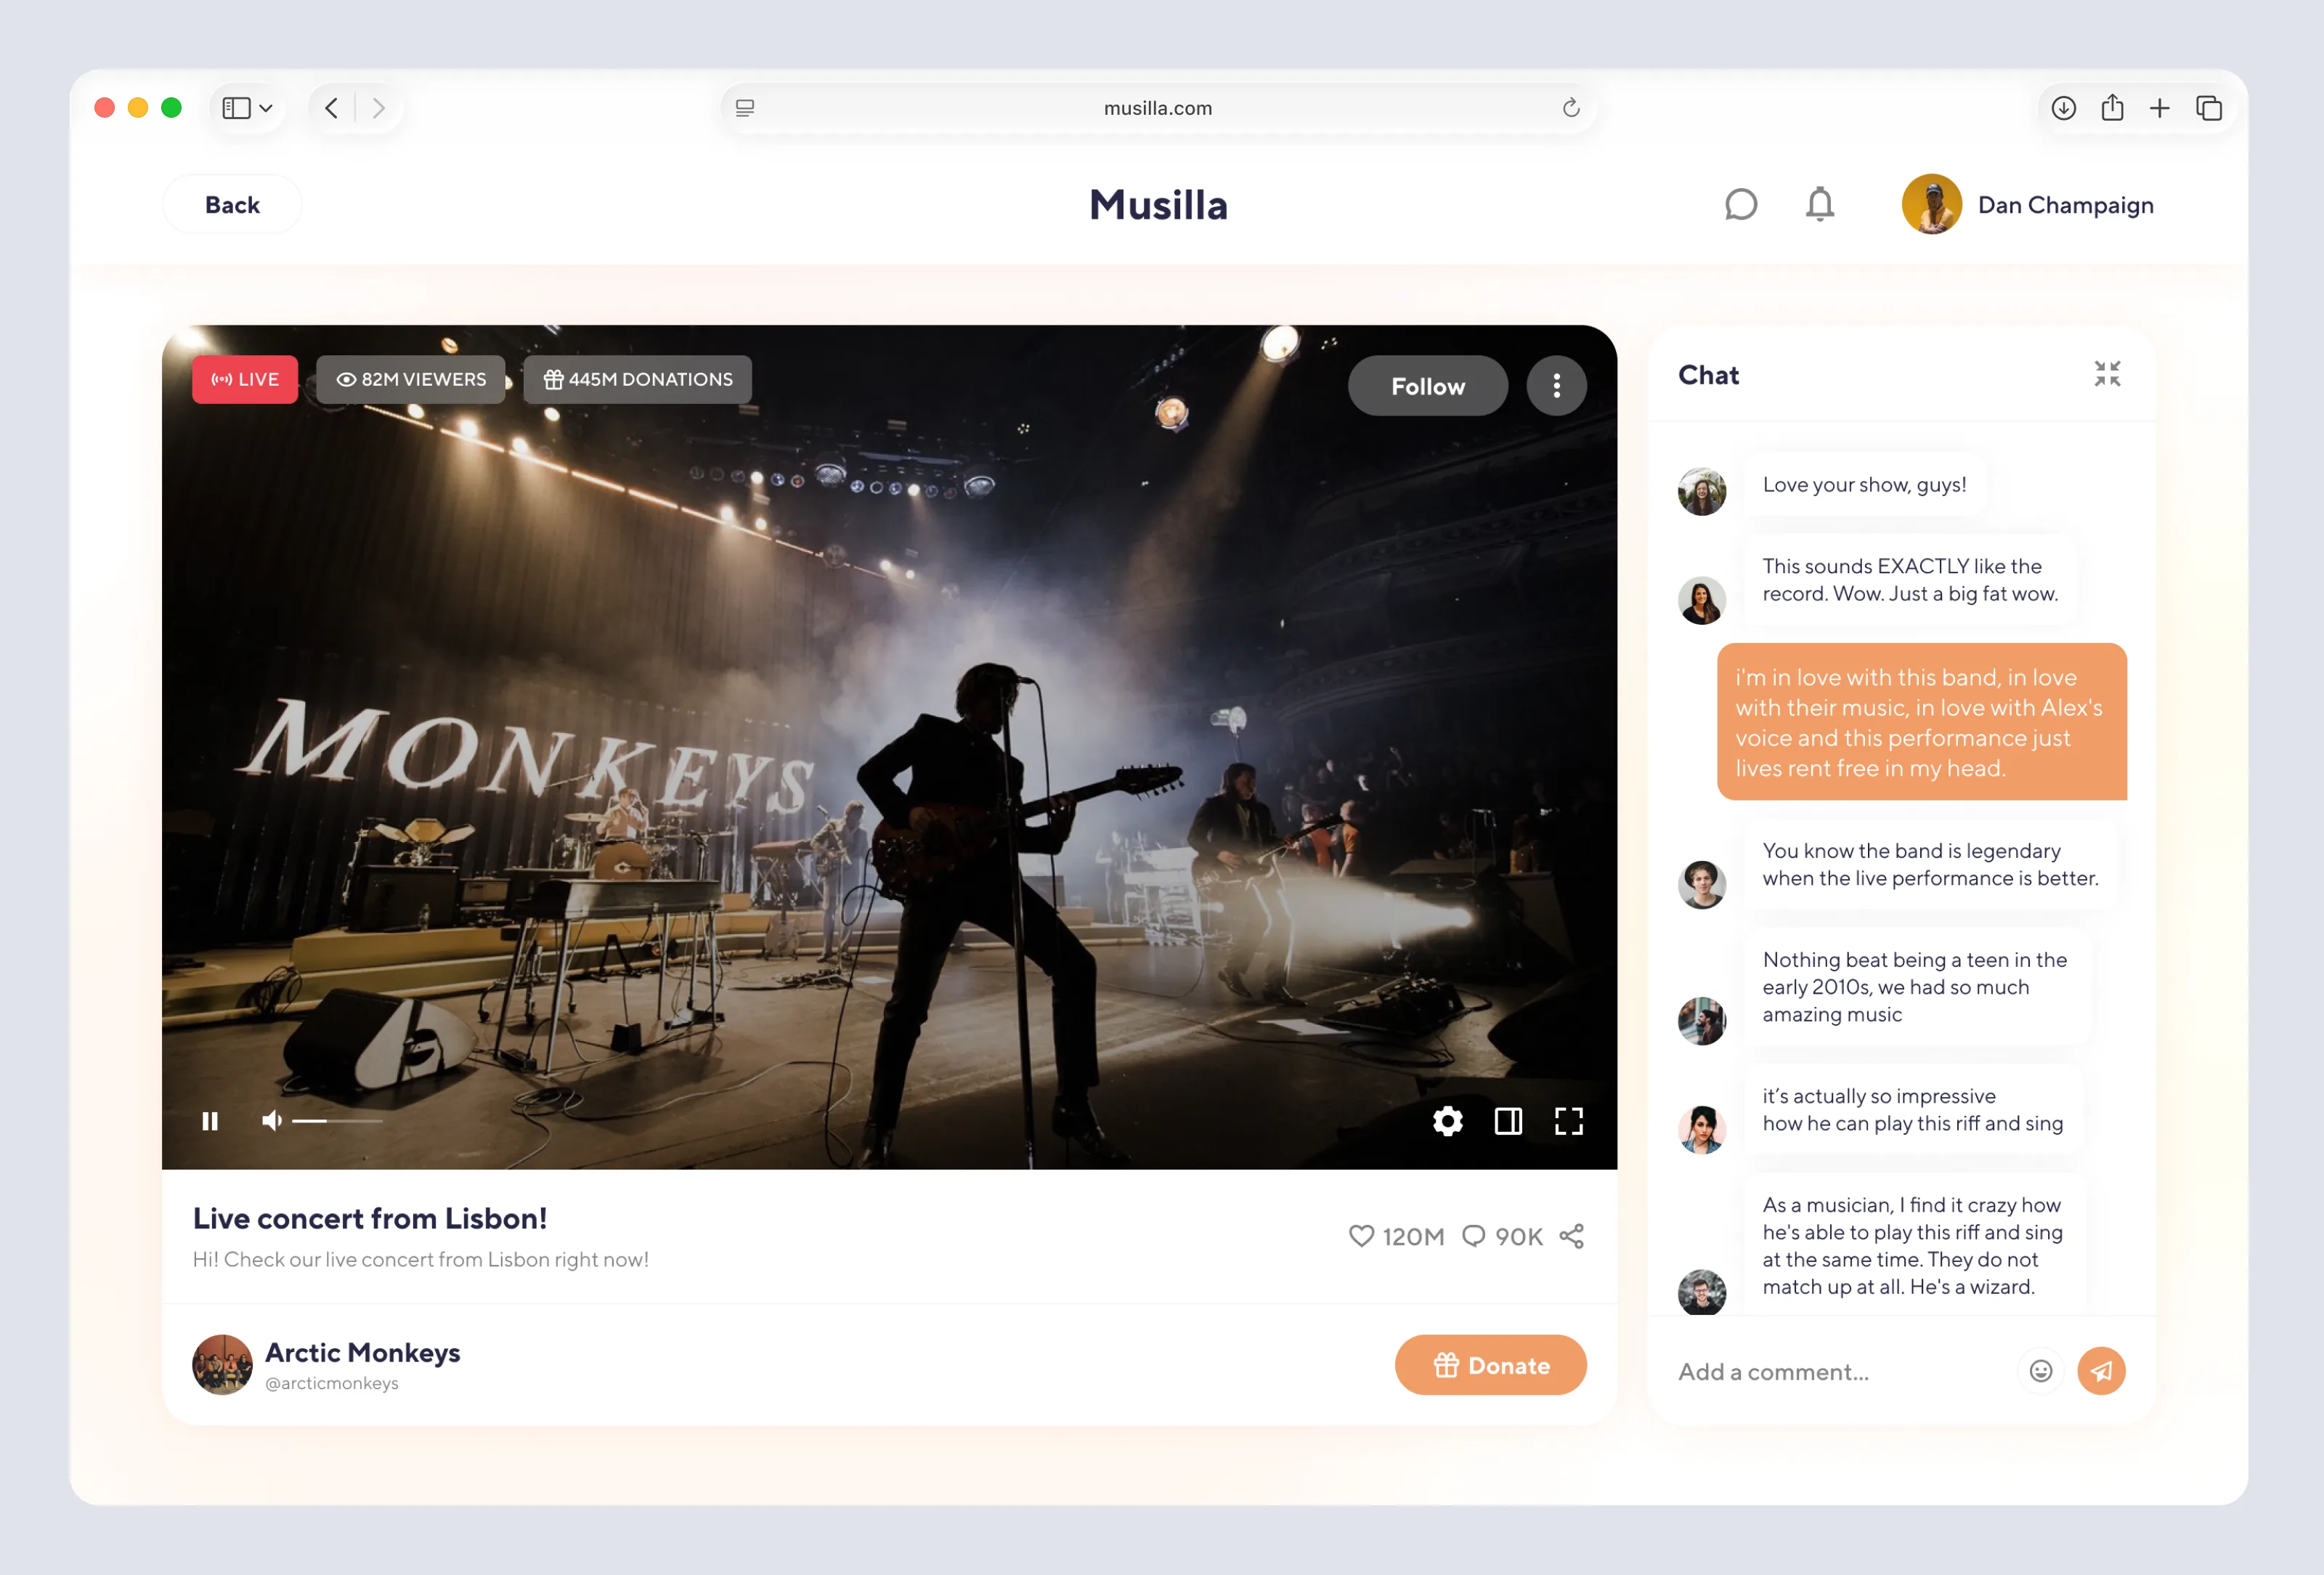 musilla.com
Back
Musilla
Dan Champaign
LIVE
82M VIEWERS
445M DONATIONS
Follow
MONKEYS
Live concert from Lisbon!
Hi! Check our live concert from Lisbon right now!
120M
90K
Arctic Monkeys
@arcticmonkeys
Donate
Chat
Love your show, guys!
This sounds EXACTLY like the
record. Wow. Just a big fat wow.
i'm in love with this band, in love
with their music, in love with Alex's
voice and this performance just
lives rent free in my head.
You know the band is legendary
when the live performance is better.
Nothing beat being a teen in the
early 2010s, we had so much
amazing music
it’s actually so impressive
how he can play this riff and sing
As a musician, I find it crazy how
he's able to play this riff and sing
at the same time. They do not
match up at all. He's a wizard.
Add a comment...